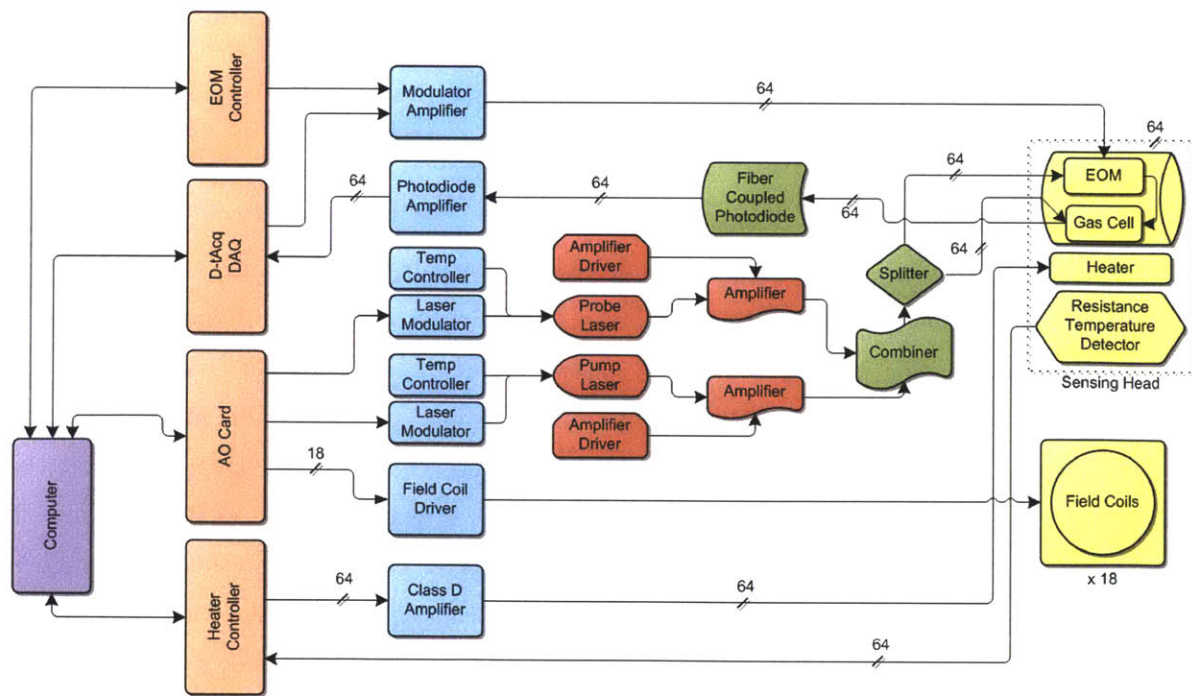 EOM
Controller
Modulator
Amplifier
64
64
64
EOM
Gas Cell
D-tAcq
DAQ
64
Photodiode
Amplifier
64
Fiber
Coupled
Photodiode
64
64
Temp
Controller
Laser
Modulator
Amplifier
Driver
Probe
Laser
Amplifier
Splitter
Heater
Resistance
Temperature
Detector
Sensing Head
AO Card
Temp
Controller
Laser
Modulator
Pump
Laser
Amplifier
Driver
Amplifier
Combiner
Computer
18
Field Coil
Driver
Field Coils
x 18
Heater
Controller
64
Class D
Amplifier
64
64